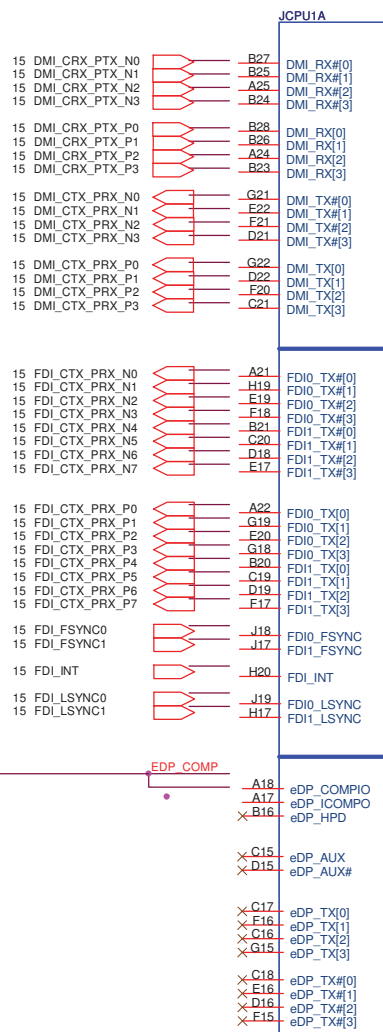 JCPU1A
15 DMI_CRX_PTX_N0 B27 DMI_RX#[0]
15 DMI_CRX_PTX_N1 B25 DMI_RX#[1]
15 DMI_CRX_PTX_N2 A25 DMI_RX#[2]
15 DMI_CRX_PTX_N3 B24 DMI_RX#[3]
15 DMI_CRX_PTX_P0 B28 DMI_RX[0]
15 DMI_CRX_PTX_P1 B26 DMI_RX[1]
15 DMI_CRX_PTX_P2 A24 DMI_RX[2]
15 DMI_CRX_PTX_P3 B23 DMI_RX[3]
15 DMI_CTX_PRX_N0 G21 DMI_TX#[0]
15 DMI_CTX_PRX_N1 E22 DMI_TX#[1]
15 DMI_CTX_PRX_N2 F21 DMI_TX#[2]
15 DMI_CTX_PRX_N3 D21 DMI_TX#[3]
15 DMI_CTX_PRX_P0 G22 DMI_TX[0]
15 DMI_CTX_PRX_P1 D22 DMI_TX[1]
15 DMI_CTX_PRX_P2 F20 DMI_TX[2]
15 DMI_CTX_PRX_P3 C21 DMI_TX[3]
15 FDI_CTX_PRX_N0 A21 FDI0_TX#[0]
15 FDI_CTX_PRX_N1 H19 FDI0_TX#[1]
15 FDI_CTX_PRX_N2 E19 FDI0_TX#[2]
15 FDI_CTX_PRX_N3 F18 FDI0_TX#[3]
15 FDI_CTX_PRX_N4 B21 FDI1_TX#[0]
15 FDI_CTX_PRX_N5 C20 FDI1_TX#[1]
15 FDI_CTX_PRX_N6 D18 FDI1_TX#[2]
15 FDI_CTX_PRX_N7 E17 FDI1_TX#[3]
15 FDI_CTX_PRX_P0 A22 FDI0_TX[0]
15 FDI_CTX_PRX_P1 G19 FDI0_TX[1]
15 FDI_CTX_PRX_P2 E20 FDI0_TX[2]
15 FDI_CTX_PRX_P3 G18 FDI0_TX[3]
15 FDI_CTX_PRX_P4 B20 FDI1_TX[0]
15 FDI_CTX_PRX_P5 C19 FDI1_TX[1]
15 FDI_CTX_PRX_P6 D19 FDI1_TX[2]
15 FDI_CTX_PRX_P7 F17 FDI1_TX[3]
15 FDI_FSYNC0 J18 FDI0_FSYNC
15 FDI_FSYNC1 J17 FDI1_FSYNC
15 FDI_INT H20 FDI_INT
15 FDI_LSYNC0 J19 FDI0_LSYNC
15 FDI_LSYNC1 H17 FDI1_LSYNC
EDP_COMP
A18 eDP_COMPIO
A17 eDP_ICOMPO
B16 eDP_HPD
C15 eDP_AUX
D15 eDP_AUX#
C17 eDP_TX[0]
F16 eDP_TX[1]
C16 eDP_TX[2]
G15 eDP_TX[3]
C18 eDP_TX#[0]
E16 eDP_TX#[1]
D16 eDP_TX#[2]
F15 eDP_TX#[3]